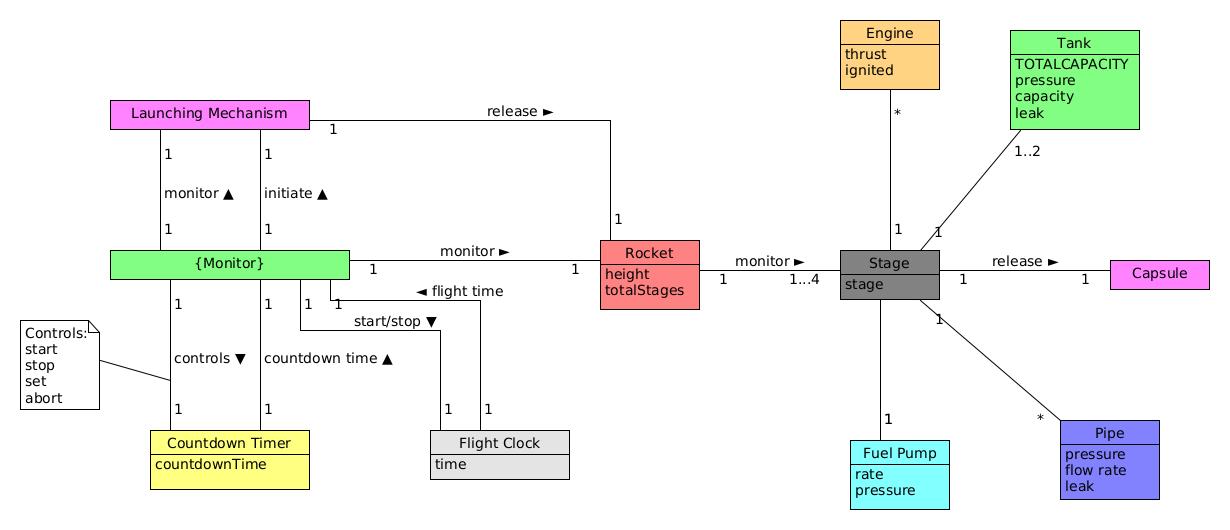 Engine
thrust
ignited
Tank
TOTALCAPACITY
pressure
capacity
leak
Launching Mechanism
release ►
1
*
1
1
monitor ▲
initiate ▲
1..2
1
1
1
1
1
{Monitor}
monitor ►
1
1
Rocket
height
totalStages
monitor ►
1
1...4
Stage
stage
release ►
1
1
Capsule
◄ flight time
1
1
1
1
start/stop ▼
1
Controls:
start
stop
set
abort
controls ▼
countdown time ▲
1
1
1
1
1
*
Countdown Timer
countdownTime
Flight Clock
time
Fuel Pump
rate
pressure
Pipe
pressure
flow rate
leak